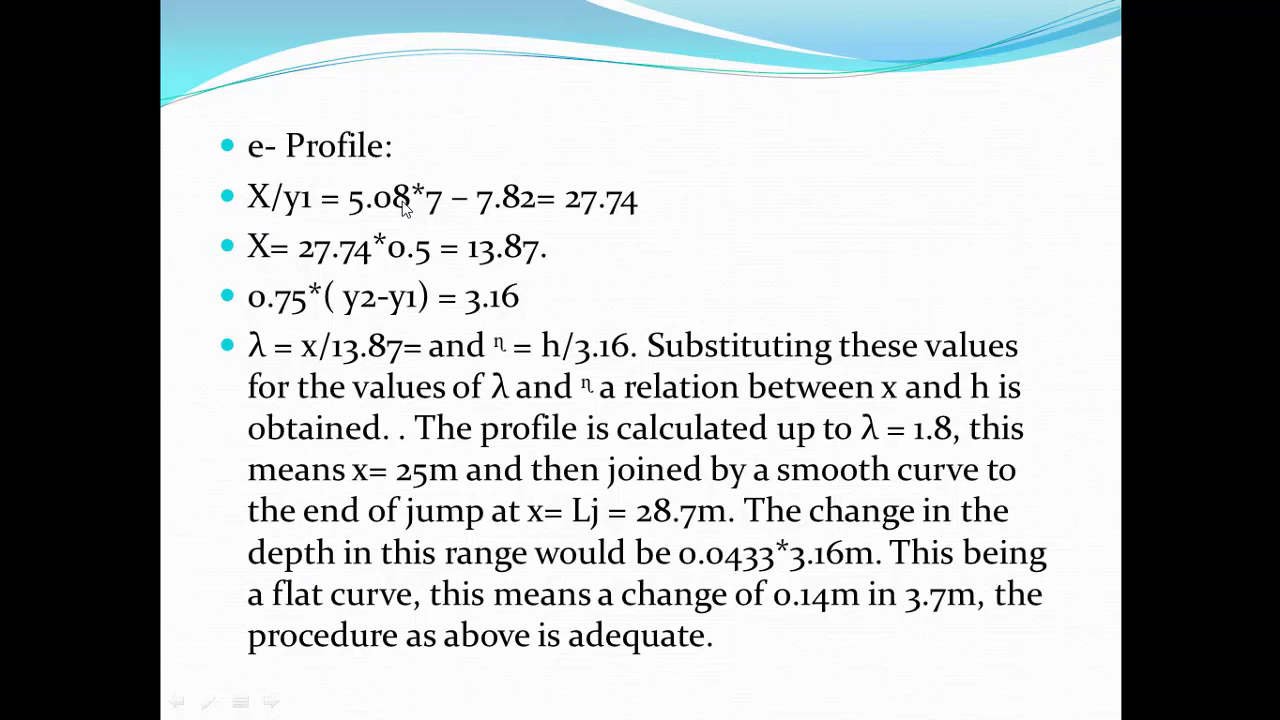 e- Profile:
X/y1 = 5.08*7 – 7.82= 27.74
X= 27.74*0.5 = 13.87.
0.75*( y2-y1) = 3.16
λ = x/13.87= and η = h/3.16. Substituting these values
for the values of λ and η a relation between x and h is
obtained. . The profile is calculated up to λ = 1.8, this
means x= 25m and then joined by a smooth curve to
the end of jump at x= Lj = 28.7m. The change in the
depth in this range would be 0.0433*3.16m. This being
a flat curve, this means a change of 0.14m in 3.7m, the
procedure as above is adequate.